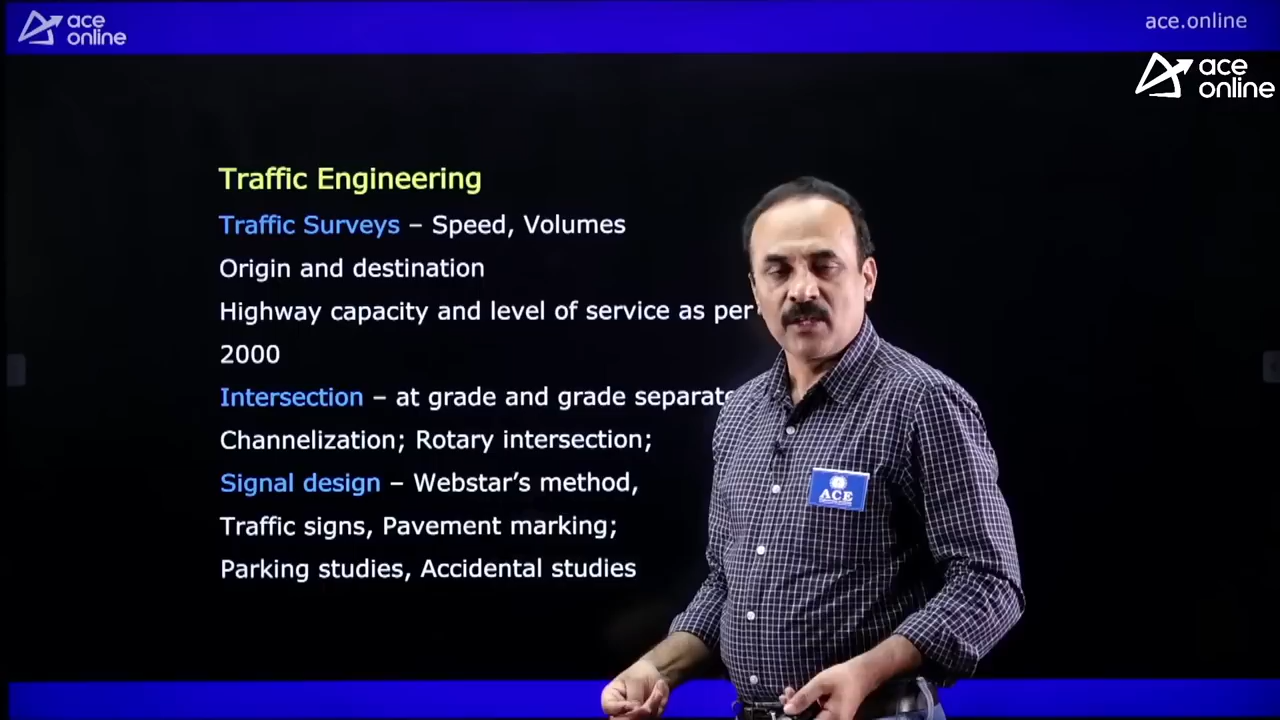 ace
online
ace.online
ace
online
Traffic Engineering
Traffic Surveys – Speed, Volumes
Origin and destination
Highway capacity and level of service as per
2000
Intersection – at grade and grade
Channelization; Rotary intersection;
Signal design – Webstar’s method,
Traffic signs, Pavement marking;
Parking studies, Accidental studies
ACE